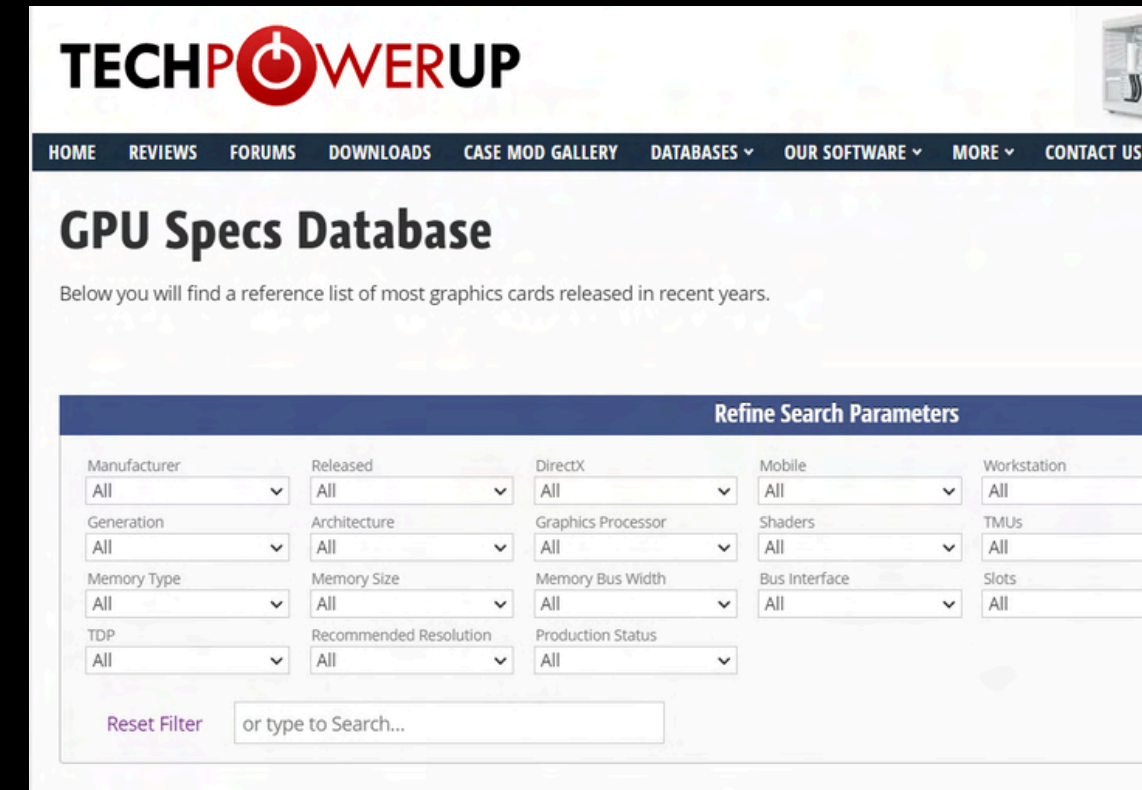 TECHPOWERUP
HOME REVIEWS FORUMS DOWNLOADS CASE MOD GALLERY DATABASES OUR SOFTWARE MORE CONTACT US
GPU Specs Database
Below you will find a reference list of most graphics cards released in recent years.
Refine Search Parameters
Manufacturer Released DirectX Mobile Workstation
All All All All All
Generation Architecture Graphics Processor Shaders TMUs
All All All All All
Memory Type Memory Size Memory Bus Width Bus Interface Slots
All All All All All
TDP Recommended Resolution Production Status
All All All
Reset Filter or type to Search...